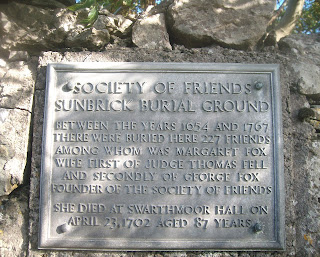 SOCIETY OF FRIENDS
SUNBRICK BURIAL GROUND
BETWEEN THE YEARS 1654 AND 1767
THERE WERE BURIED HERE 227 FRIENDS
AMONG WHOM WAS MARGARET FOX
WIFE FIRST OF JUDGE THOMAS FELL
AND SECONDLY OF GEORGE FOX
FOUNDER OF THE SOCIETY OF FRIENDS
SHE DIED AT SWARTHMOOR HALL ON
APRIL 23, 1702 AGED 87 YEARS